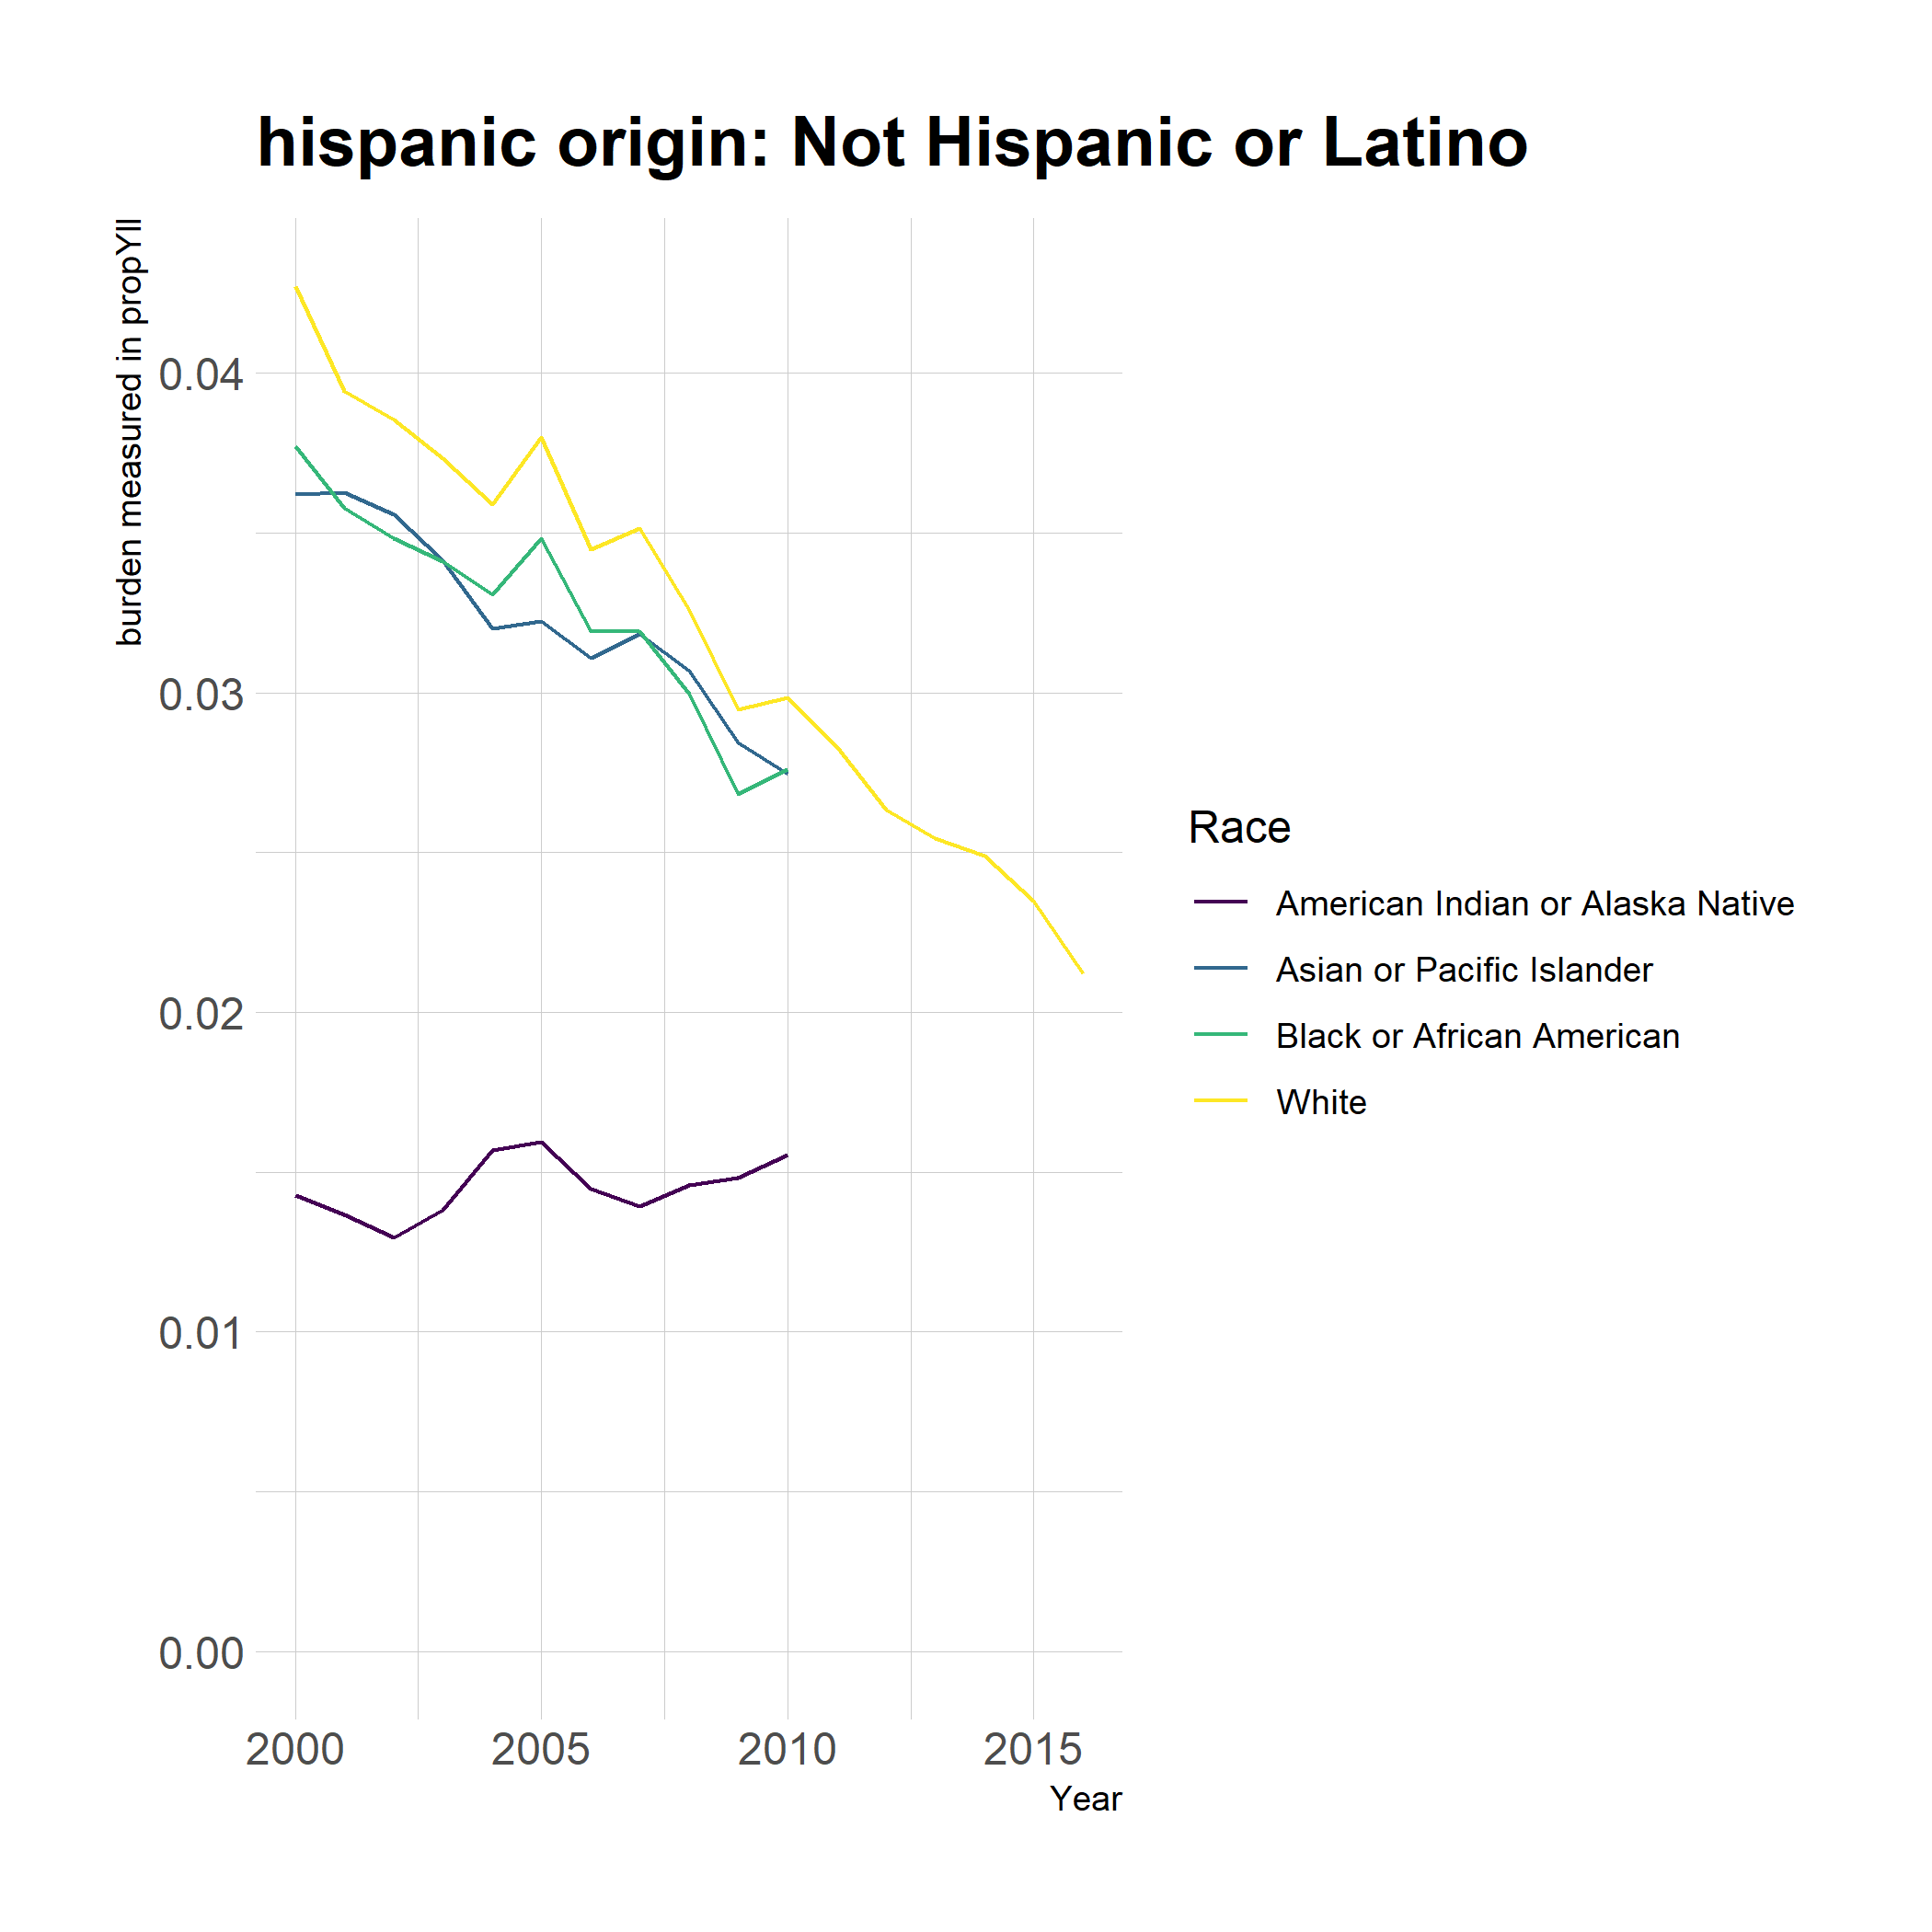 hispanic origin: Not Hispanic or Latino
burden measured in propYll
0.04
0.03
0.02
0.01
0.00
2000 2005 2010 2015
Year
Race
American Indian or Alaska Native
Asian or Pacific Islander
Black or African American
White